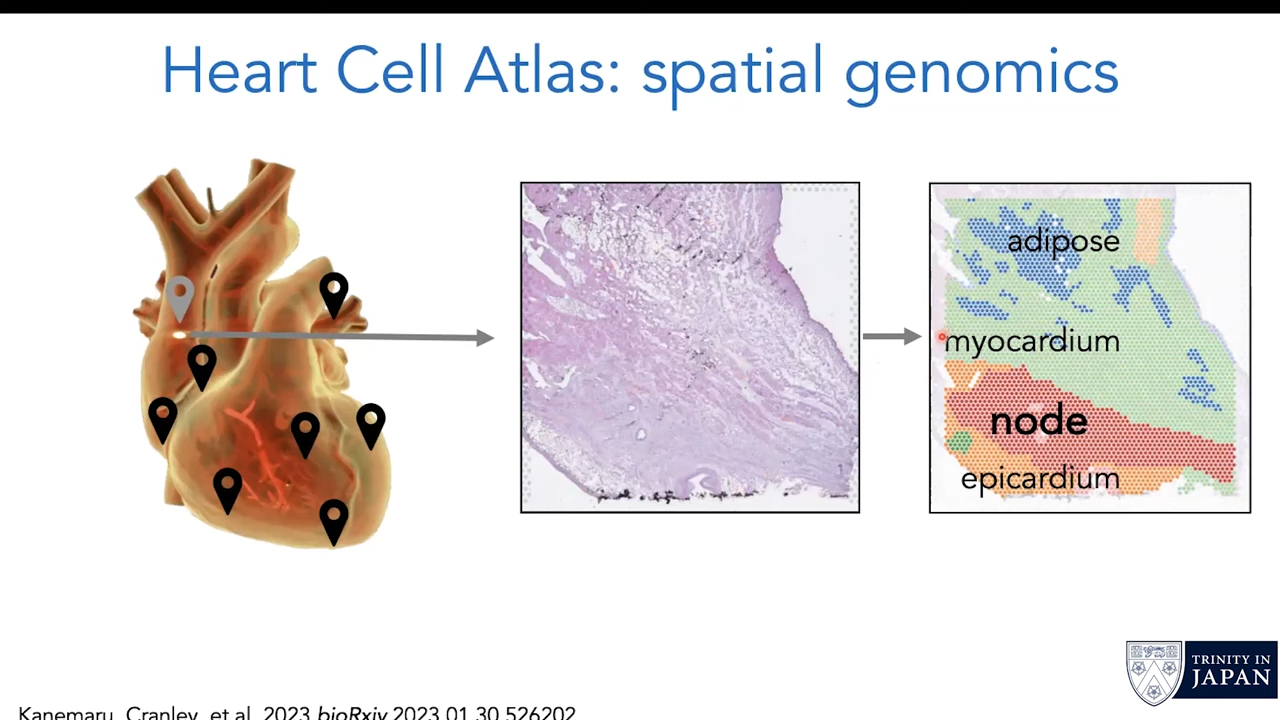 Heart Cell Atlas: spatial genomics
adipose
myocardium
node
epicardium
TRINITY IN
JAPAN
Kanemaru, Cranley, et al. 2023 bioRxiv 2023.01.30.526202